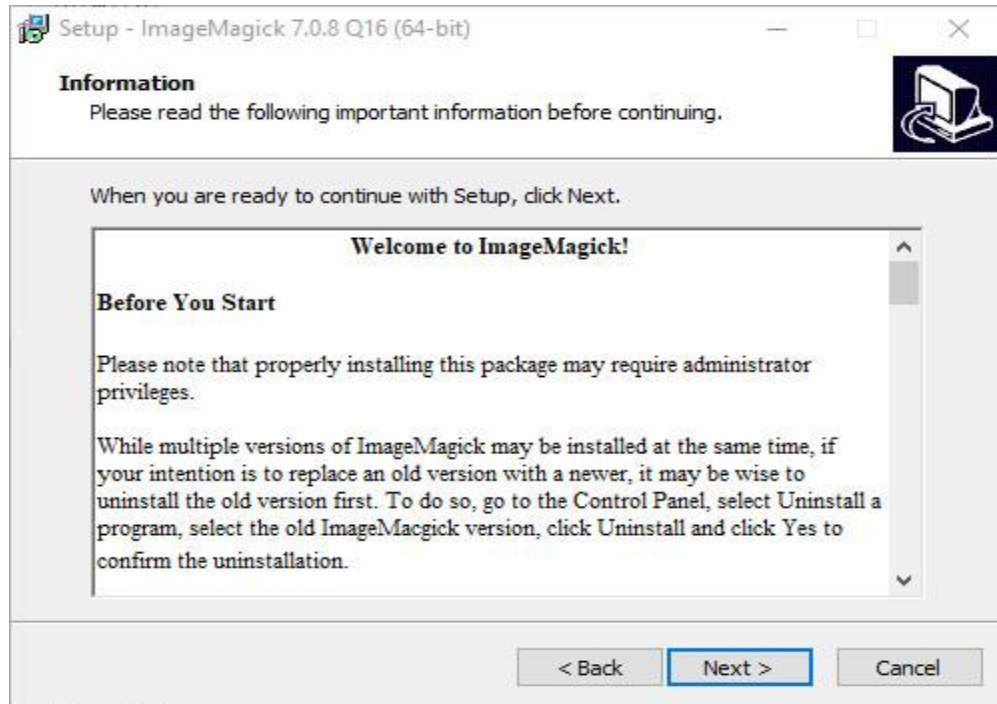 Setup - ImageMagick 7.0.8 Q16 (64-bit)
Information
Please read the following important information before continuing.
When you are ready to continue with Setup, click Next.
Welcome to ImageMagick!
Before You Start
Please note that properly installing this package may require administrator
privileges.
While multiple versions of ImageMagick may be installed at the same time, if
your intention is to replace an old version with a newer, it may be wise to
uninstall the old version first. To do so, go to the Control Panel, select Uninstall a
program, select the old ImageMacgick version, click Uninstall and click Yes to
confirm the uninstallation.
< Back Next > Cancel